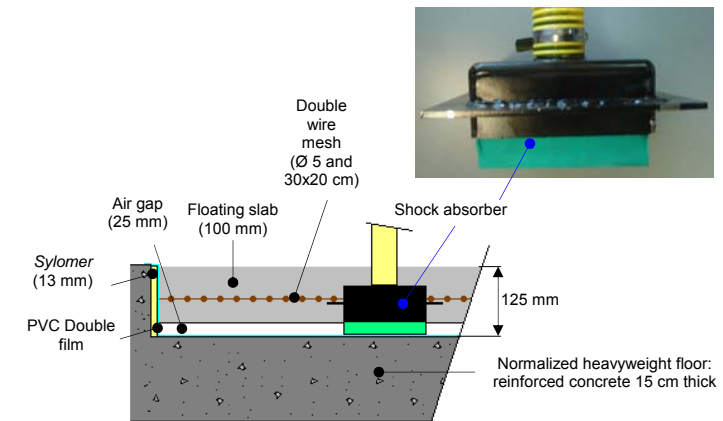 Double
wire
mesh
(Ø 5 and
30x20 cm)
Air gap
(25 mm)
Floating slab
(100 mm)
Shock absorber
Sylomer
(13 mm)
125 mm
PVC Double
film
Normalized heavyweight floor:
reinforced concrete 15 cm thick